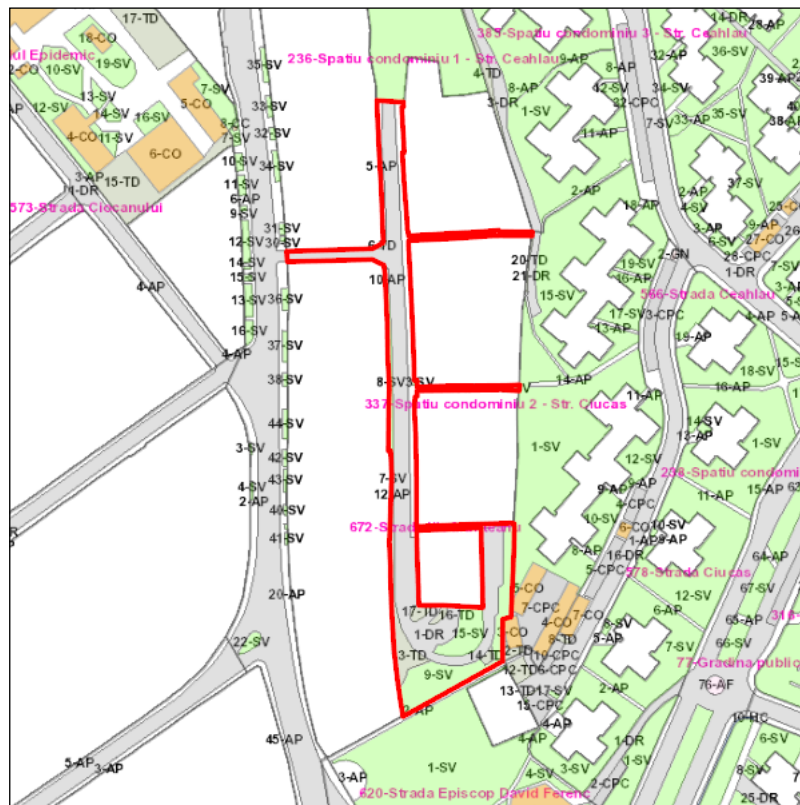 17-TD
14-DR
28-AP
18-CO
385-Spatiu condominiu 3 - Str. Ceahlau
236-Spatiu condominiu 1 - Str. Ceahlau
32-AP
36-SV
ul Epidemic
19-SV
35-SV
9-AP
8-AP
2-CO
10-SV
4-TD
39-AP
7-SV
8-AP
42-SV
34-SV
13-SV
5-CO
33-SV
3-DR
1-SV
22-CPC
12-SV
14-SV
16-SV
8-CC
35-SV
33-AP
7-SV
4-CO
11-SV
7-SV
32-SV
11-AP
6-CO
10-SV
34-SV
5-AP
3-AP
15-TD
1-DR
11-SV
37-SV
2-AP
2-AP
6-AP
4-SV
573-Strada Ciocanului
9-SV
18-AP
3-AP
9-AP
31-SV
6-SV
27-CO
12-SV
30-SV
6-TD
2-GN
28-CPC
14-SV
20-TD
19-SV
1-DR
7-SV
15-SV
10-AP
21-DR
16-AP
4-AP
13-SV
36-SV
15-SV
566-Strada Ceahlau
17-SV
3-CPC
4-AP
16-SV
13-AP
19-AP
37-SV
4-AP
18-SV
38-SV
8-SV
3-SV
14-AP
16-AP
11-AP
337-Spatiu condominiu 2 - Str. Ciucas
44-SV
14-SV
13-AP
3-SV
1-SV
1-SV
42-SV
12-SV
238-Spatiu condomini
43-SV
7-SV
9-AP
9-AP
15-AP
4-SV
12-AP
4-CPC
11-AP
2-AP
40-SV
10-SV
6-CO
10-SV
41-SV
1-AP
9-AP
8-AP
16-DR
64-AP
5-CPC
578-Strada Ciucas
67-SV
20-AP
5-CO
12-SV
7-CPC
6-AP
65-AP
17-TD
16-TD
4-CO
7-CO
8-SV
1-DR
15-SV
3-CO
8-TD
5-AP
66-SV
22-SV
3-TD
14-TD
2-TD
10-CPC
7-SV
77-Gradina public
9-SV
12-TD
6-CPC
2-AP
76-AF
13-TD
17-SV
15-CPC
2-AP
4-AP
45-AP
4-AP
1-DR
6-SV
5-AP
3-AP
1-SV
3-AP
4-SV
3-SV
1-SV
8-SV
2-CPC
620-Strada Episcop David Ferenc
25-DR